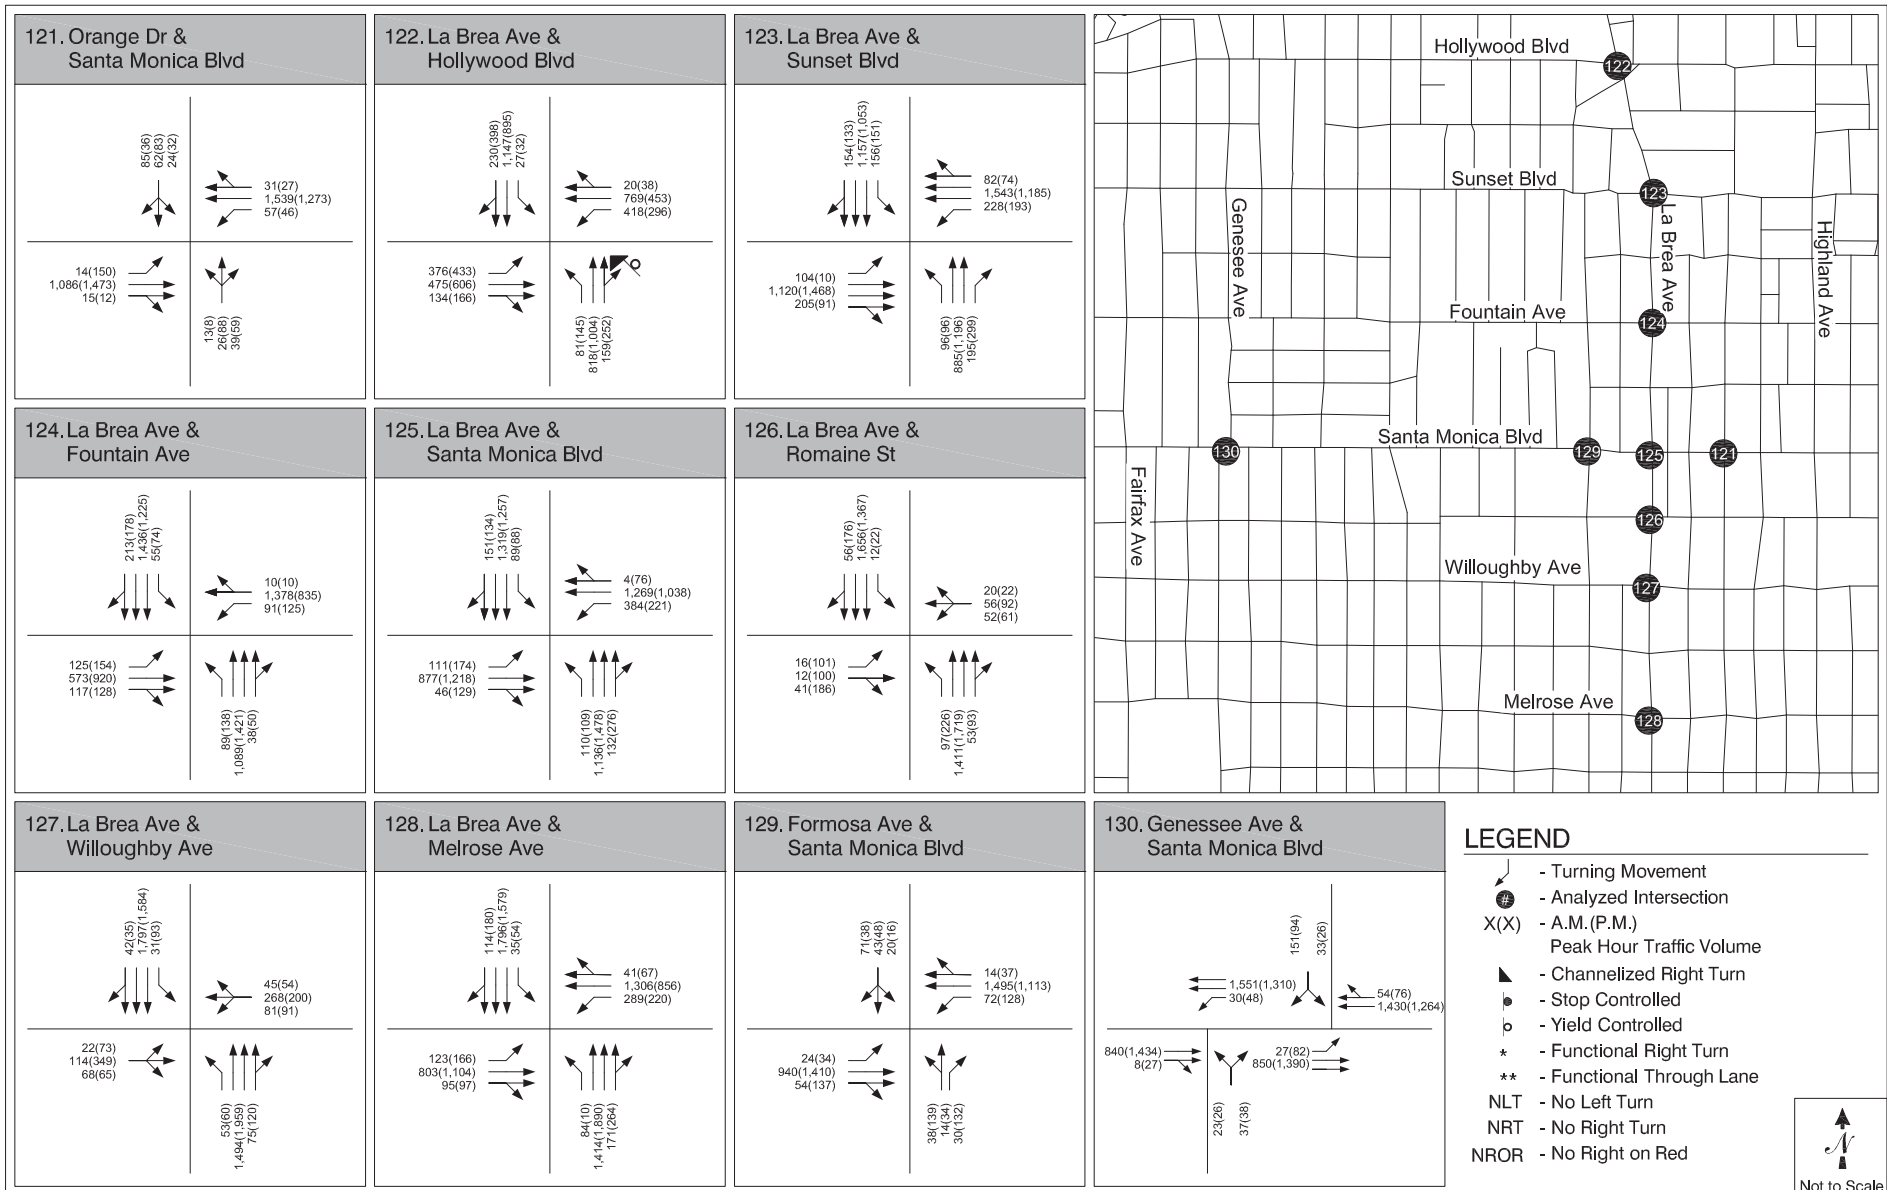 121. Orange Dr &
Santa Monica Blvd
85(36)
62(83)
24(32)
31(27)
1,539(1,273)
57(46)
14(150)
1,086(1,473)
15(12)
13(8)
26(88)
39(59)
122. La Brea Ave &
Hollywood Blvd
230(398)
1,147(895)
27(32)
20(38)
769(453)
418(296)
376(433)
475(606)
134(166)
81(145)
818(1,004)
159(252)
123. La Brea Ave &
Sunset Blvd
154(133)
1,157(1,053)
156(151)
82(74)
1,543(1,185)
228(193)
104(10)
1,120(1,468)
205(91)
96(96)
885(1,196)
195(299)
124. La Brea Ave &
Fountain Ave
213(178)
1,436(1,225)
55(74)
10(10)
1,378(835)
91(125)
125(154)
573(920)
117(128)
89(138)
1,089(1,421)
38(50)
125. La Brea Ave &
Santa Monica Blvd
151(134)
1,319(1,257)
89(88)
4(76)
1,269(1,038)
384(221)
111(174)
877(1,218)
46(129)
110(109)
1,136(1,478)
132(276)
126. La Brea Ave &
Romaine St
56(176)
1,656(1,367)
12(22)
20(22)
56(92)
52(61)
16(101)
12(100)
41(186)
97(226)
1,411(1,719)
53(93)
127. La Brea Ave &
Willoughby Ave
42(35)
1,797(1,584)
31(93)
45(54)
268(200)
81(91)
22(73)
114(349)
68(65)
53(60)
1,494(1,959)
75(120)
128. La Brea Ave &
Melrose Ave
114(180)
1,796(1,579)
35(54)
41(67)
1,306(856)
289(220)
123(166)
803(1,104)
95(97)
84(10)
1,414(1,890)
171(264)
129. Formosa Ave &
Santa Monica Blvd
71(38)
43(48)
20(16)
14(37)
1,495(1,113)
72(128)
24(34)
940(1,410)
54(137)
38(139)
14(34)
30(132)
130. Genessee Ave &
Santa Monica Blvd
151(94)
33(26)
1,551(1,310)
30(48)
54(76)
1,430(1,264)
840(1,434)
8(27)
27(82)
850(1,390)
23(26)
37(38)
Hollywood Blvd
122
Sunset Blvd
123
Genesee Ave
La Brea Ave
Highland Ave
Fountain Ave
124
Santa Monica Blvd
130
129
125
121
Fairfax Ave
126
Willoughby Ave
127
Melrose Ave
128
LEGEND
- Turning Movement
# - Analyzed Intersection
X(X) - A.M.(P.M.)
Peak Hour Traffic Volume
- Channelized Right Turn
- Stop Controlled
- Yield Controlled
* - Functional Right Turn
** - Functional Through Lane
NLT - No Left Turn
NRT - No Right Turn
NROR - No Right on Red
N
Not to Scale